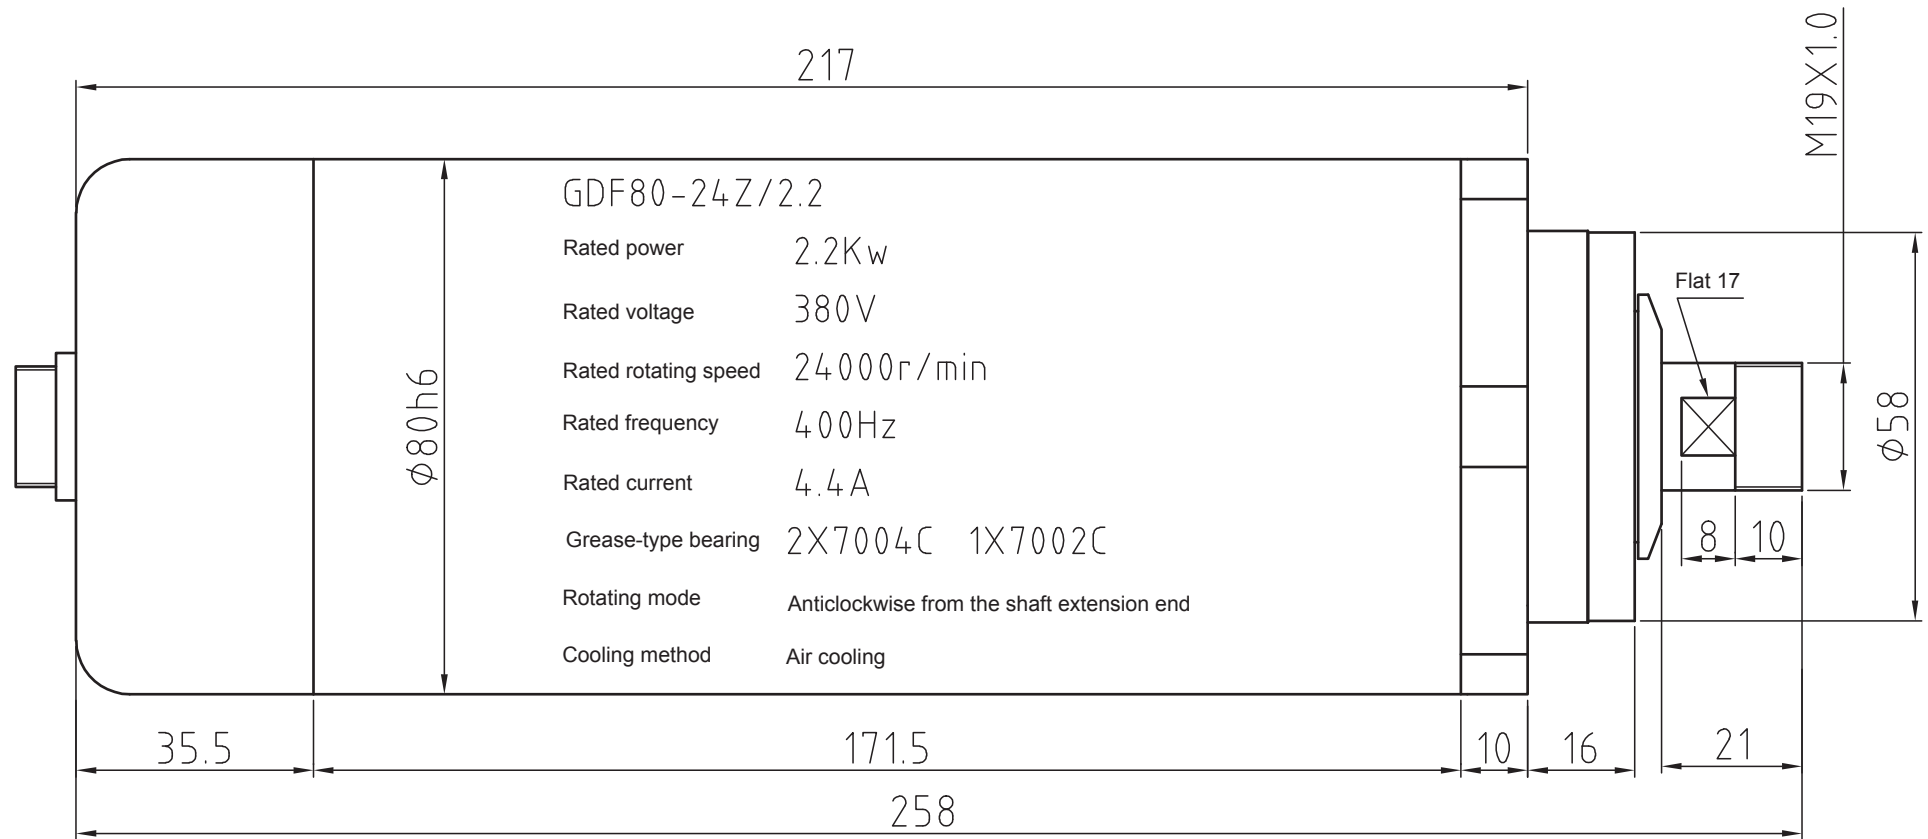 217
M19X1.0
GDF80-24Z/2.2
Rated power 2.2Kw
Rated voltage 380V
Flat 17
Rated rotating speed 24000r/min
ϕ80h6
ϕ58
Rated frequency 400Hz
Rated current 4.4A
Grease-type bearing 2X7004C 1X7002C
8 10
Rotating mode Anticlockwise from the shaft extension end
Cooling method Air cooling
35.5 171.5 10 16 21
258